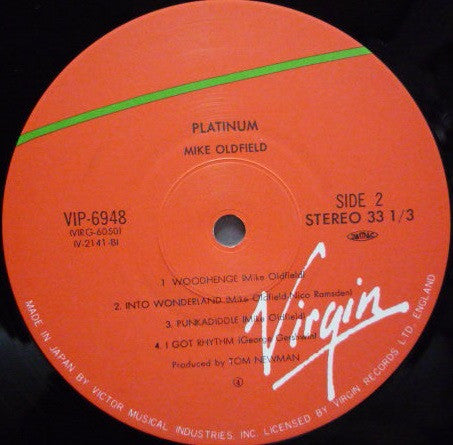 PLATINUM
MIKE OLDFIELD
VIP-6948
(VIRG-6050)
(V-2141-B)
SIDE 2
STEREO 33 1/3
1 WOODHENGE (Mike Oldfield)
2. INTO WONDERLAND (Mike Oldfield/Nico Ramsden)
3. PUNKADIDDLE (Mike Oldfield)
4. I GOT RHYTHM (George Gershwin)
Produced by TOM NEWMAN
Virgin
MADE IN JAPAN BY VICTOR MUSICAL INDUSTRIES, INC. LICENSED BY VIRGIN RECORDS LTD. ENGLAND